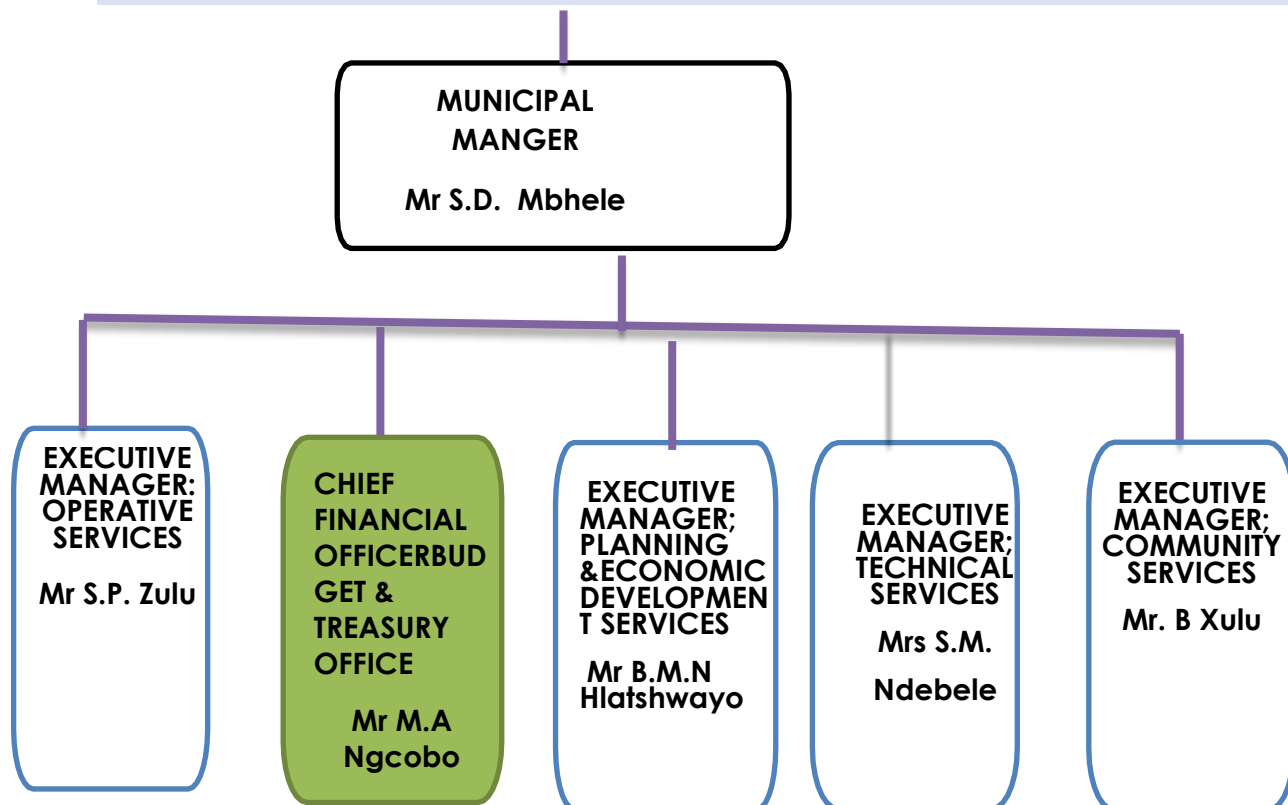 MUNICIPAL
MANGER
Mr S.D. Mbhele
EXECUTIVE
MANAGER:
OPERATIVE
SERVICES
Mr S.P. Zulu
CHIEF
FINANCIAL
OFFICERBUD
GET &
TREASURY
OFFICE
Mr M.A
Ngcobo
EXECUTIVE
MANAGER;
PLANNING
&ECONOMIC
DEVELOPMEN
T SERVICES
Mr B.M.N
Hlatshwayo
EXECUTIVE
MANAGER;
TECHNICAL
SERVICES
Mrs S.M.
Ndebele
EXECUTIVE
MANAGER;
COMMUNITY
SERVICES
Mr. B Xulu